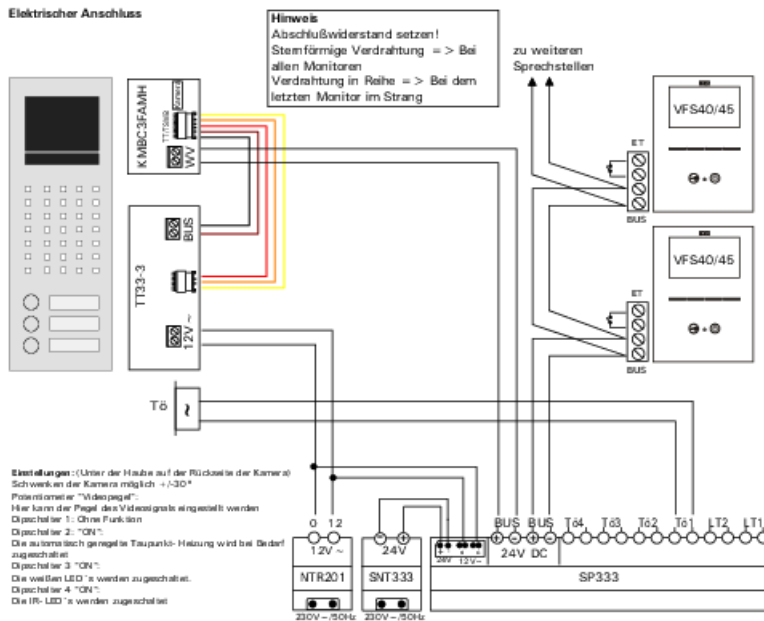 Elektrischer Anschluss
Hinweis
Abschlußwiderstand setzen!
Sternförmige Verdrahtung => Bei
allen Monitoren
Verdrahtung in Reihe => Bei dem
letzten Monitor im Strang
zu weiteren
Sprechstellen
KMBC3FAMH
Kamera
WV
VFS40/45
ET
BUS
TT33-3
BUS
12V ~
VFS40/45
ET
BUS
Tö
~
Einstellungen: (Unter der Haube auf der Rückseite der Kamera)
Schwenken der Kamera möglich +/-30°
Potentiometer "Videopegel":
Hier kann der Pegel des Videosignals eingestellt werden
Dipschalter 1: Ohne Funktion
Dipschalter 2: "ON":
Die automatisch geregelte Taupunkt- Heizung wird bei Bedarf
zugeschaltet
Dipschalter 3 "ON":
Die weißen LED´s werden zugeschaltet.
Dipschalter 4 "ON":
Die IR- LED´s werden zugeschaltet
0 12
12V ~
NTR201
230V~/50Hz
- +
24V
SNT333
230V~/50Hz
24V 12V~
BUS BUS Tö4 Tö3 Tö2 Tö1 LT2 LT1
+ - + -
24V DC
SP333